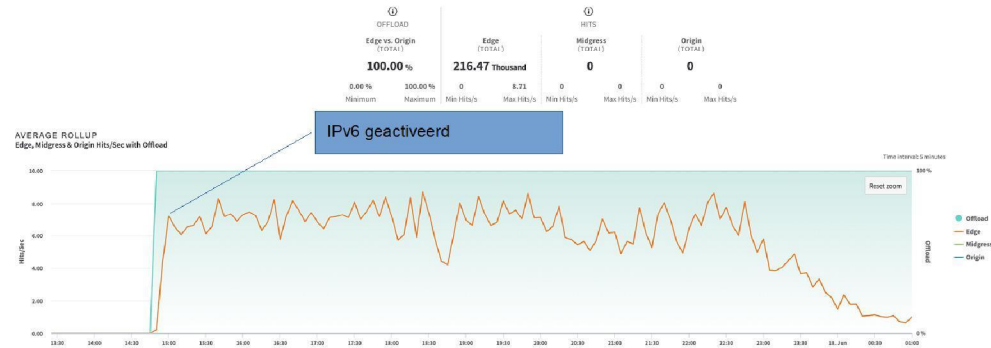 OFFLOAD
HITS
Edge vs. Origin
(TOTAL)
Edge
(TOTAL)
Midgress
(TOTAL)
Origin
(TOTAL)
100.00 %
216.47 Thousand
0
0
0.00 %
100.00 %
0
8.71
0
0
0
0
Minimum
Maximum
Min Hits/s
Max Hits/s
Min Hits/s
Max Hits/s
Min Hits/s
Max Hits/s
IPv6 geactiveerd
AVERAGE ROLLUP
Edge, Midgress & Origin Hits/Sec with Offload
Time interval: 5 minutes
100 %
Reset zoom
8.00
6.00
4.00
2.00
0.00
Hits/Sec
Offload
0 %
Offload
Edge
Midgress
Origin
13:30 14:00 14:30 15:00 15:30 16:00 16:30 17:00 17:30 18:00 18:30 19:00 19:30 20:00 20:30 21:00 21:30 22:00 22:30 23:00 23:30 18. Jun 00:30 01:00